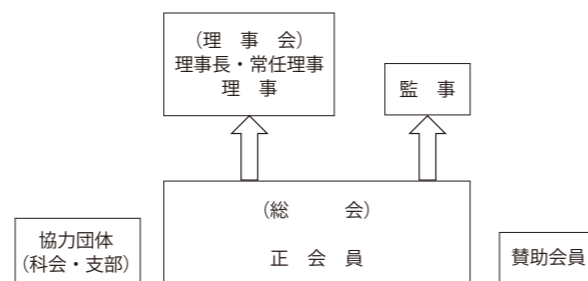 （理　事　会）
理事長・常任理事
理　事
監　事
（総　　　会）
正　会　員
協力団体
（科会・支部）
賛助会員